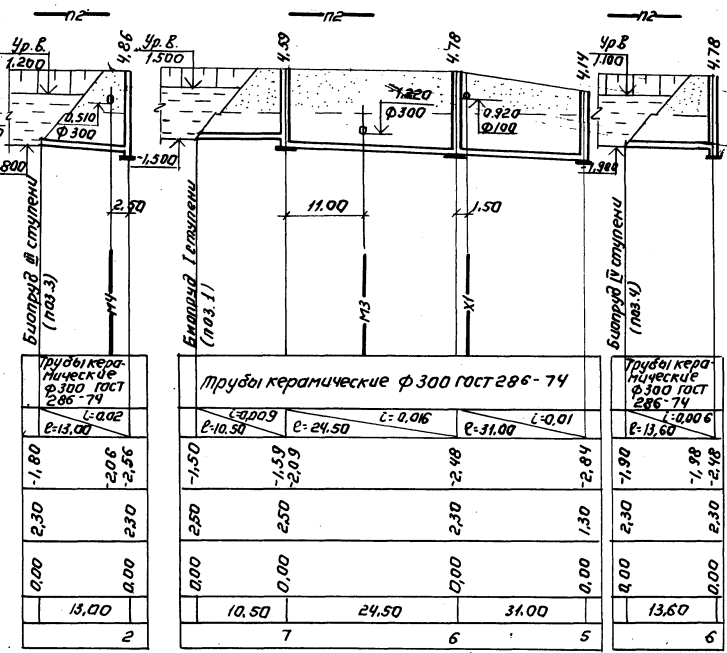 п2
п2
п2
Ур.В.
1.200
4,86
0,510
Ф300
800
2,50
Биопруд III ступени
(поз.3)
М4
Ур.В.
1.500
4,59
4,78
4,14
1,220
Ф300
0,920
Ф100
-1,500
11.00
1,50
Биопруд I ступени
(поз.1)
М3
Х1
Ур.В
1.100
4,78
-1,900
Биопруд IV ступени
(поз.4)
Трубы кера-
мические
Ф300 гост
286-74
i=0,02
ℓ=13,00
-1,80
-2,06
-2,56
2,30
2,30
0,00
0,00
13,00
2
Трубы керамические Ф300 гост 286-74
i=0,009
ℓ=10.50
i=0,016
ℓ=24,50
i=0,01
ℓ=31,00
-1,50
-1,59
-2,09
-2,48
-2,84
2,50
2,50
2,30
1.30
0,00
0,00
0,00
0,00
10,50
24,50
31.00
7
6
5
Трубы кера-
мические
Ф300 гост
286-74
i=0,006
ℓ=13,60
-1,90
-1,98
-2,48
2,30
2,30
0,00
0,00
13,60
6